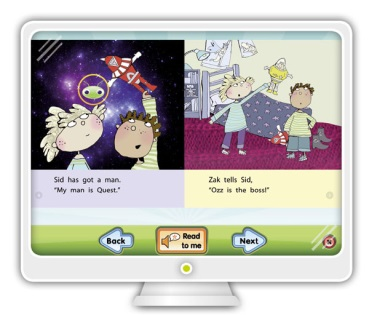 Sid has got a man.
"My man is Quest."
Zak tells Sid,
"Ozz is the boss!"
Back
Read
to me
Next